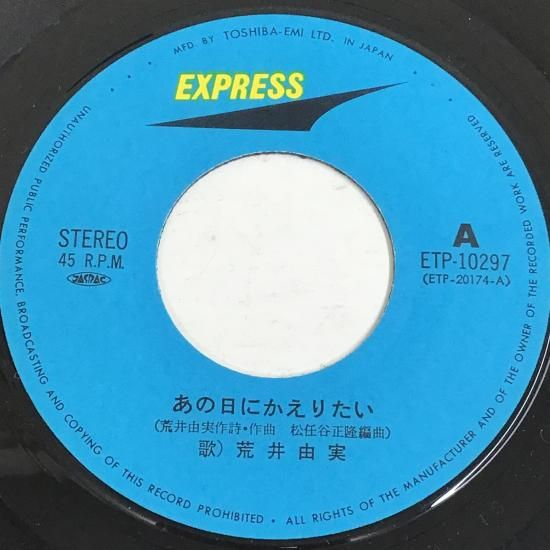 MFD. BY TOSHIBA-EMI LTD. IN JAPAN
EXPRESS
STEREO
45 R.P.M.
JASRAC
A
ETP-10297
(ETP-20174-A)
あの日にかえりたい
(荒井由実作詩・作曲 松任谷正隆編曲)
歌)荒井由実
UNAUTHORIZED PUBLIC PERFORMANCE, BROADCASTING AND COPYING OF THIS RECORD PROHIBITED • ALL RIGHTS OF THE MANUFACTURER AND OF THE OWNER OF THE RECORDED WORK ARE RESERVED